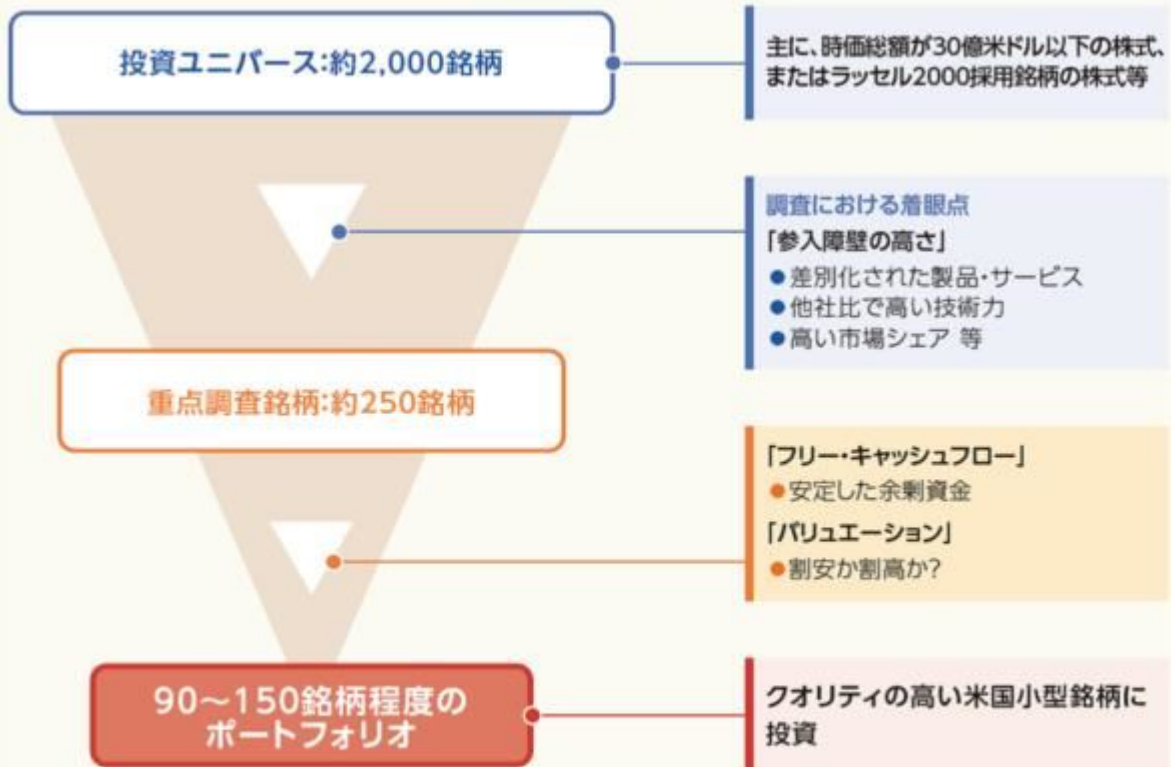 投資ユニバース:約2,000銘柄
主に、時価総額が30億米ドル以下の株式、
またはラッセル2000採用銘柄の株式等
調査における着眼点
「参入障壁の高さ」
●差別化された製品・サービス
●他社比で高い技術力
●高い市場シェア 等
重点調査銘柄:約250銘柄
「フリー・キャッシュフロー」
●安定した余剰資金
「バリュエーション」
●割安か割高か?
90～150銘柄程度の
ポートフォリオ
クオリティの高い米国小型銘柄に
投資